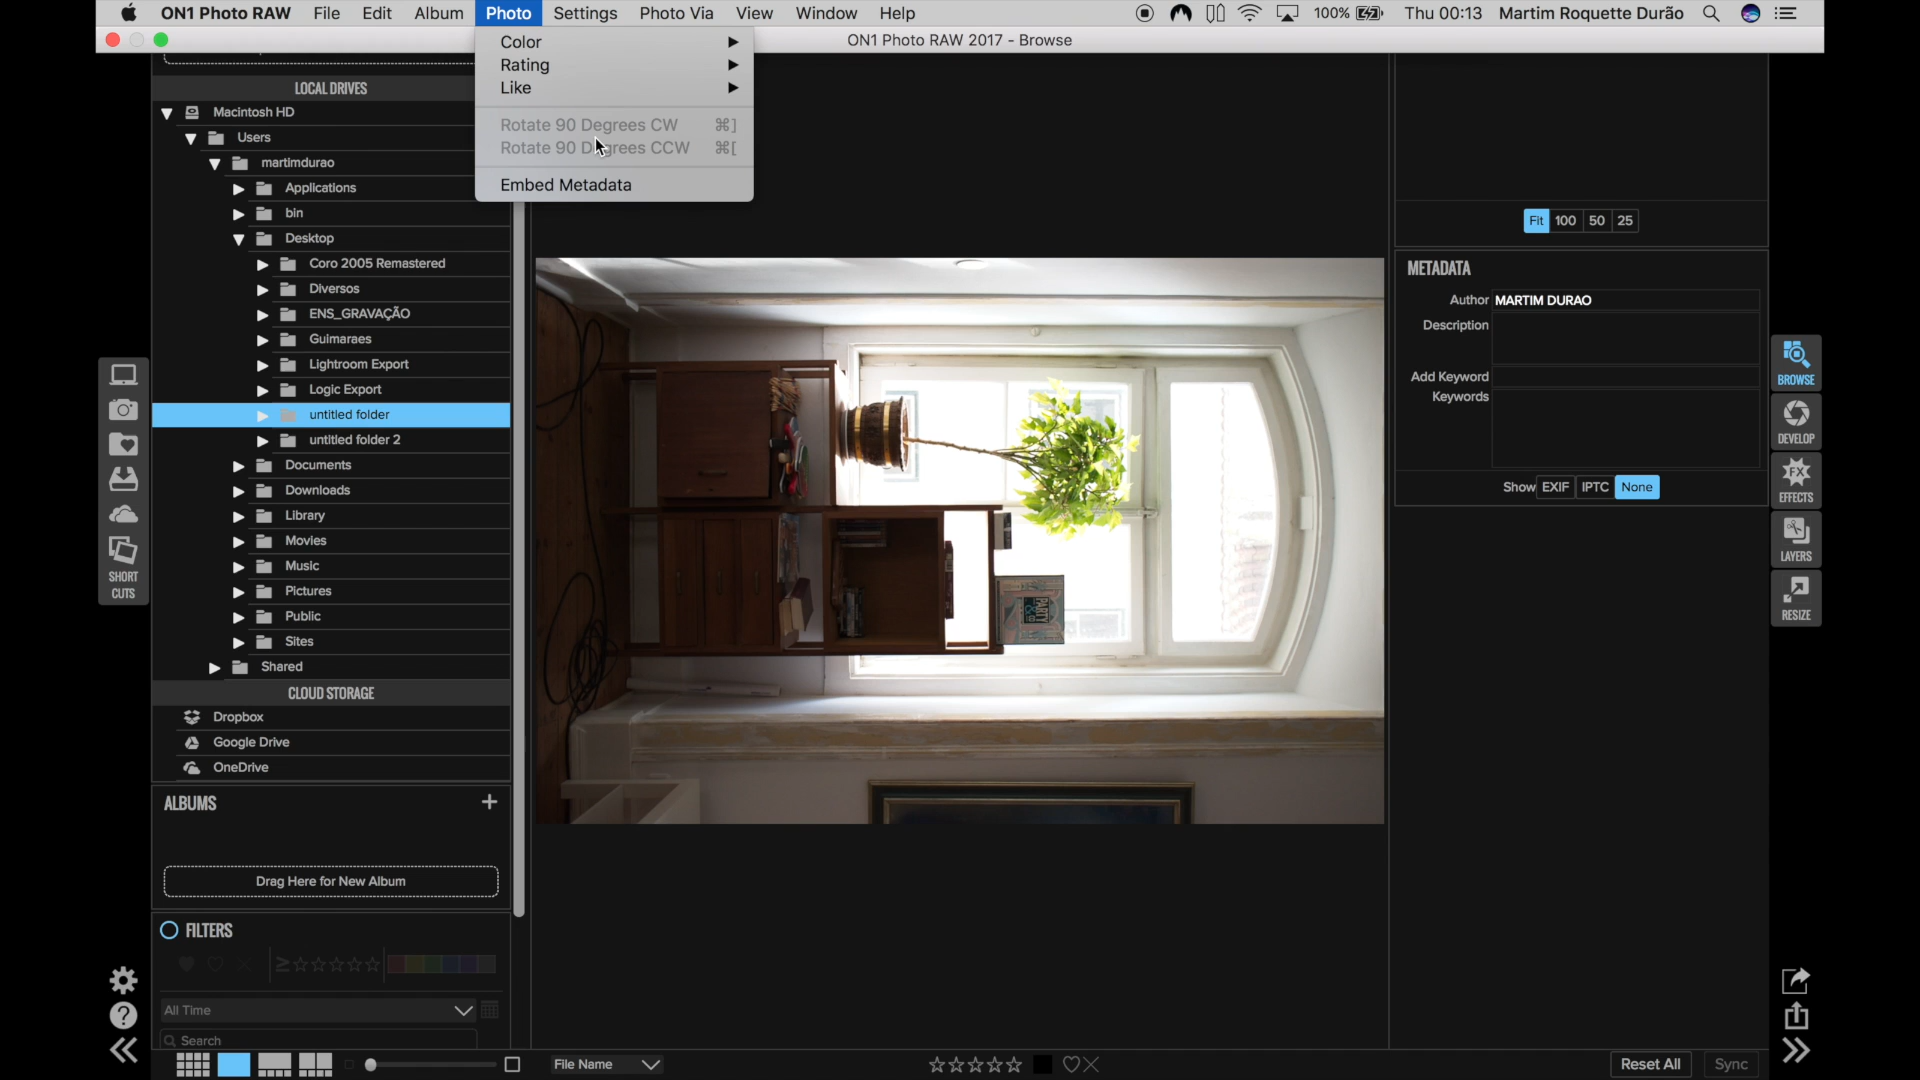 ON1 Photo RAW File Edit Album Photo Settings Photo Via View Window Help 100% Thu 00:13 Martim Roquette Durão
ON1 Photo RAW 2017 - Browse
Color
Rating
Like
Rotate 90 Degrees CW ⌘]
Rotate 90 Degrees CCW ⌘[
Embed Metadata
LOCAL DRIVES
Macintosh HD
Users
martimdurao
Applications
bin
Desktop
Coro 2005 Remastered
Diversos
ENS_GRAVAÇÃO
Guimaraes
Lightroom Export
Logic Export
untitled folder
untitled folder 2
Documents
Downloads
Library
Movies
Music
Pictures
Public
Sites
Shared
CLOUD STORAGE
Dropbox
Google Drive
OneDrive
ALBUMS +
Drag Here for New Album
FILTERS
≥
All Time
Search
SHORT
CUTS
File Name
PARTY
& CO
Fit 100 50 25
METADATA
Author MARTIM DURAO
Description
Add Keyword
Keywords
Show EXIF IPTC None
BROWSE
DEVELOP
FX
EFFECTS
LAYERS
RESIZE
Reset All Sync